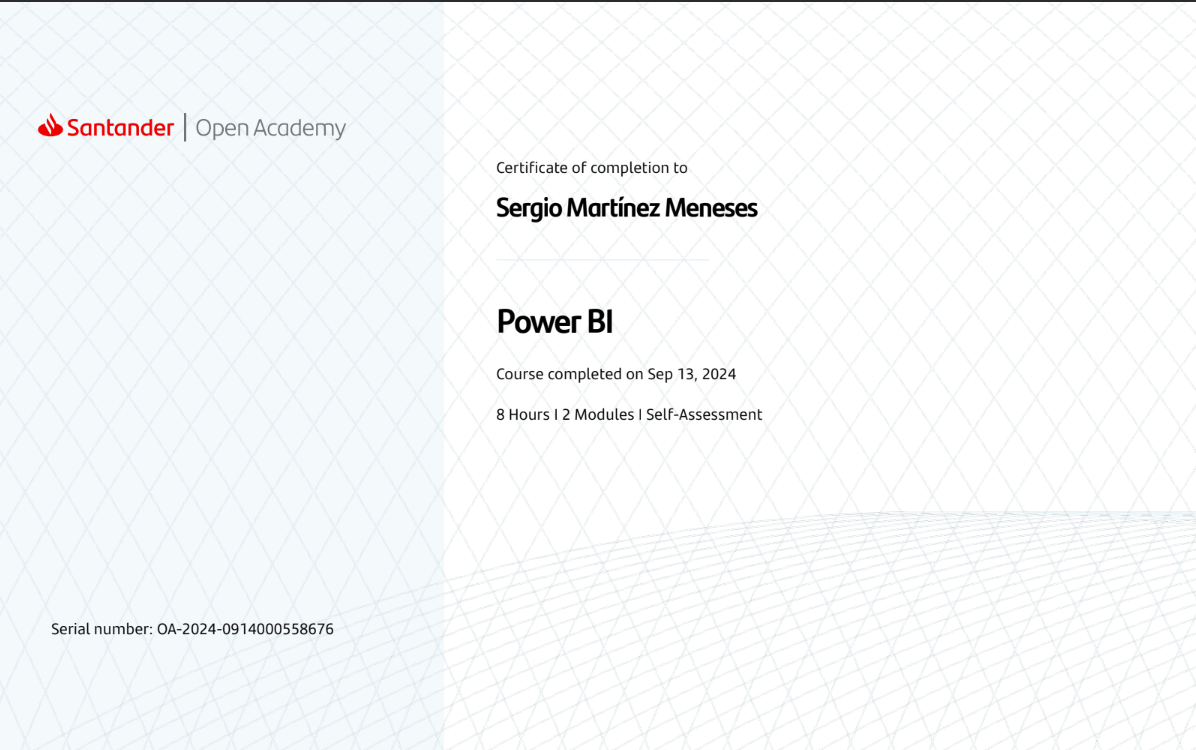 Santander | Open Academy
Certificate of completion to
Sergio Martínez Meneses
Power BI
Course completed on Sep 13, 2024
8 Hours I 2 Modules I Self-Assessment
Serial number: OA-2024-0914000558676